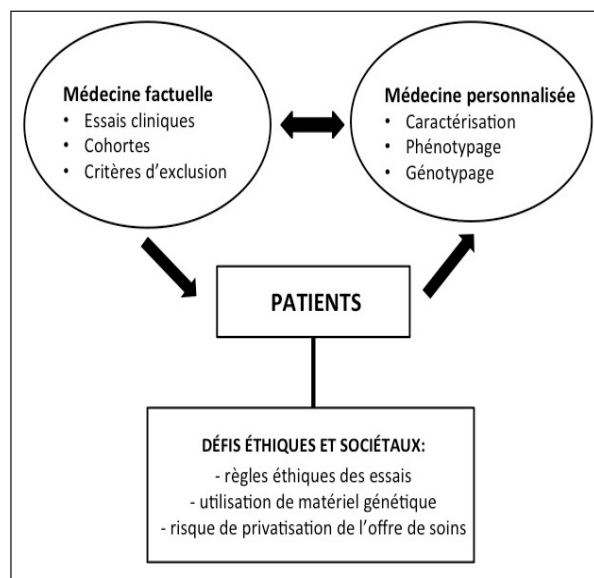 Médecine factuelle
• Essais cliniques
• Cohortes
• Critères d'exclusion
Médecine personnalisée
• Caractérisation
• Phénotypage
• Génotypage
PATIENTS
DÉFIS ÉTHIQUES ET SOCIÉTAUX:
- règles éthiques des essais
- utilisation de matériel génétique
- risque de privatisation de l'offre de soins